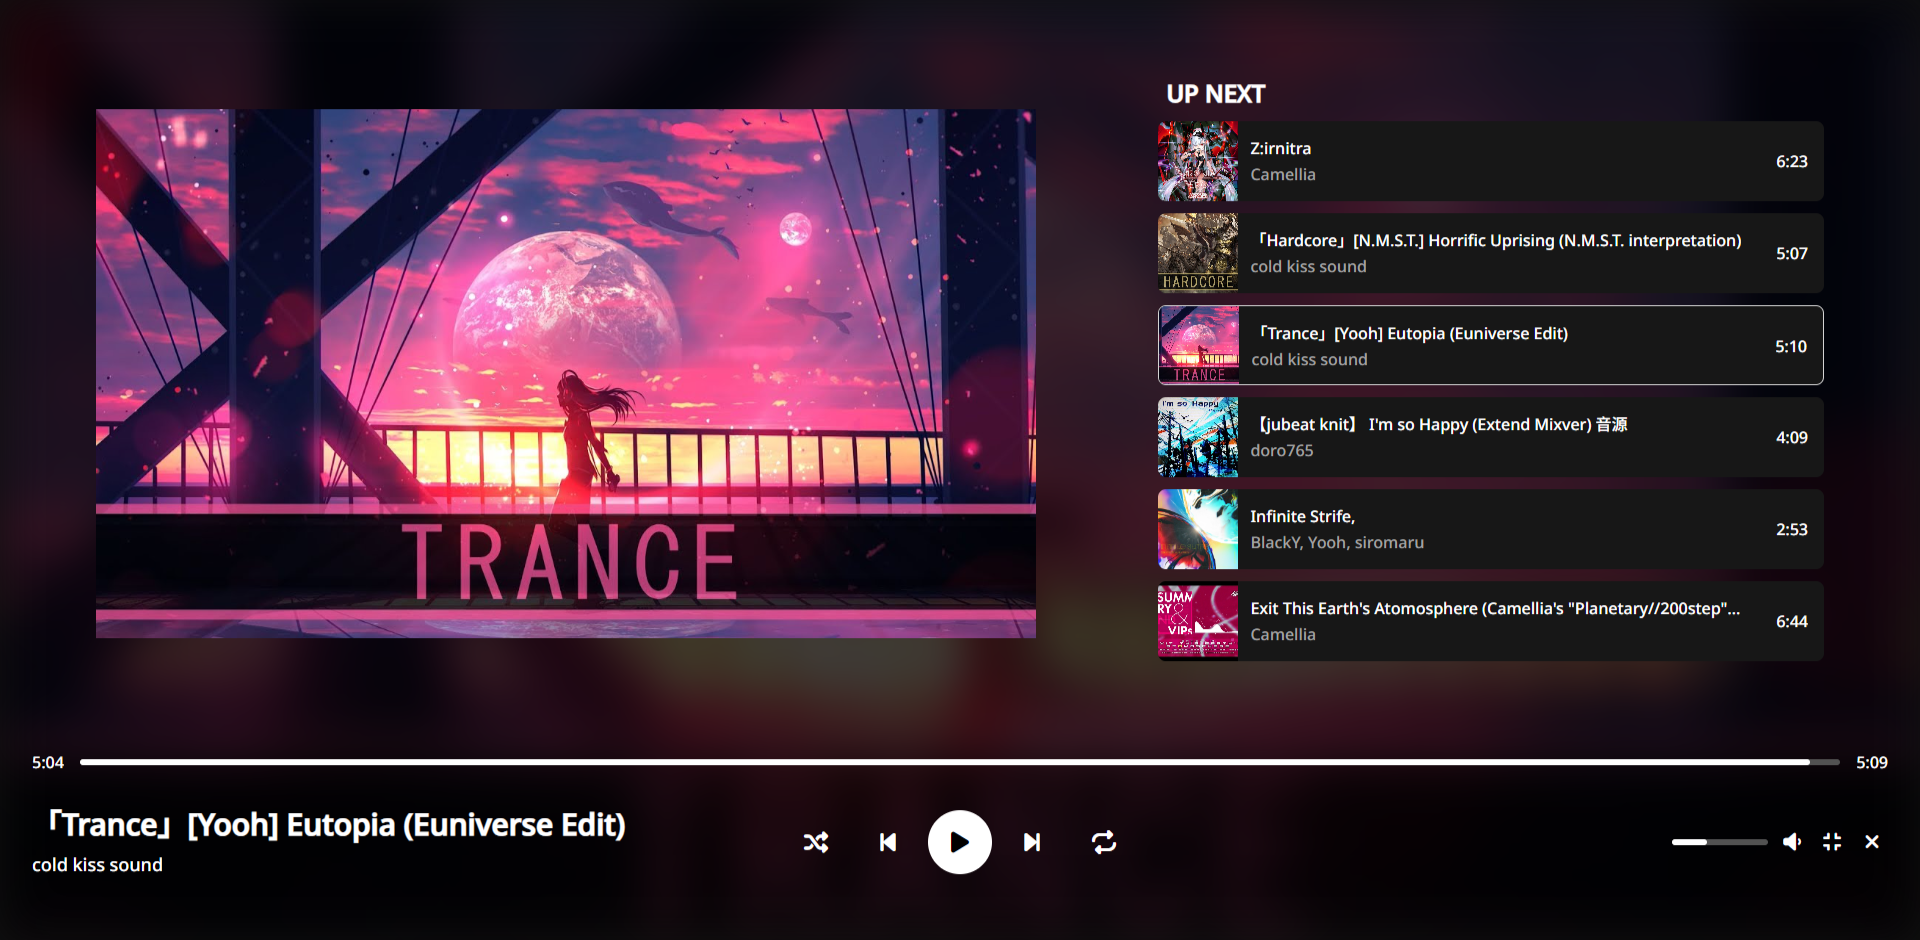 TRANCE
UP NEXT
Z:irnitra
Camellia
6:23
HARDCORE
「Hardcore」[N.M.S.T.] Horrific Uprising (N.M.S.T. interpretation)
cold kiss sound
5:07
TRANCE
「Trance」[Yooh] Eutopia (Euniverse Edit)
cold kiss sound
5:10
I'm so Happy
【jubeat knit】 I'm so Happy (Extend Mixver) 音源
doro765
4:09
Infinite Strife,
BlackY, Yooh, siromaru
2:53
SUMM
RY &
VIPs
Exit This Earth's Atomosphere (Camellia's "Planetary//200step"...
Camellia
6:44
5:04
5:09
「Trance」[Yooh] Eutopia (Euniverse Edit)
cold kiss sound